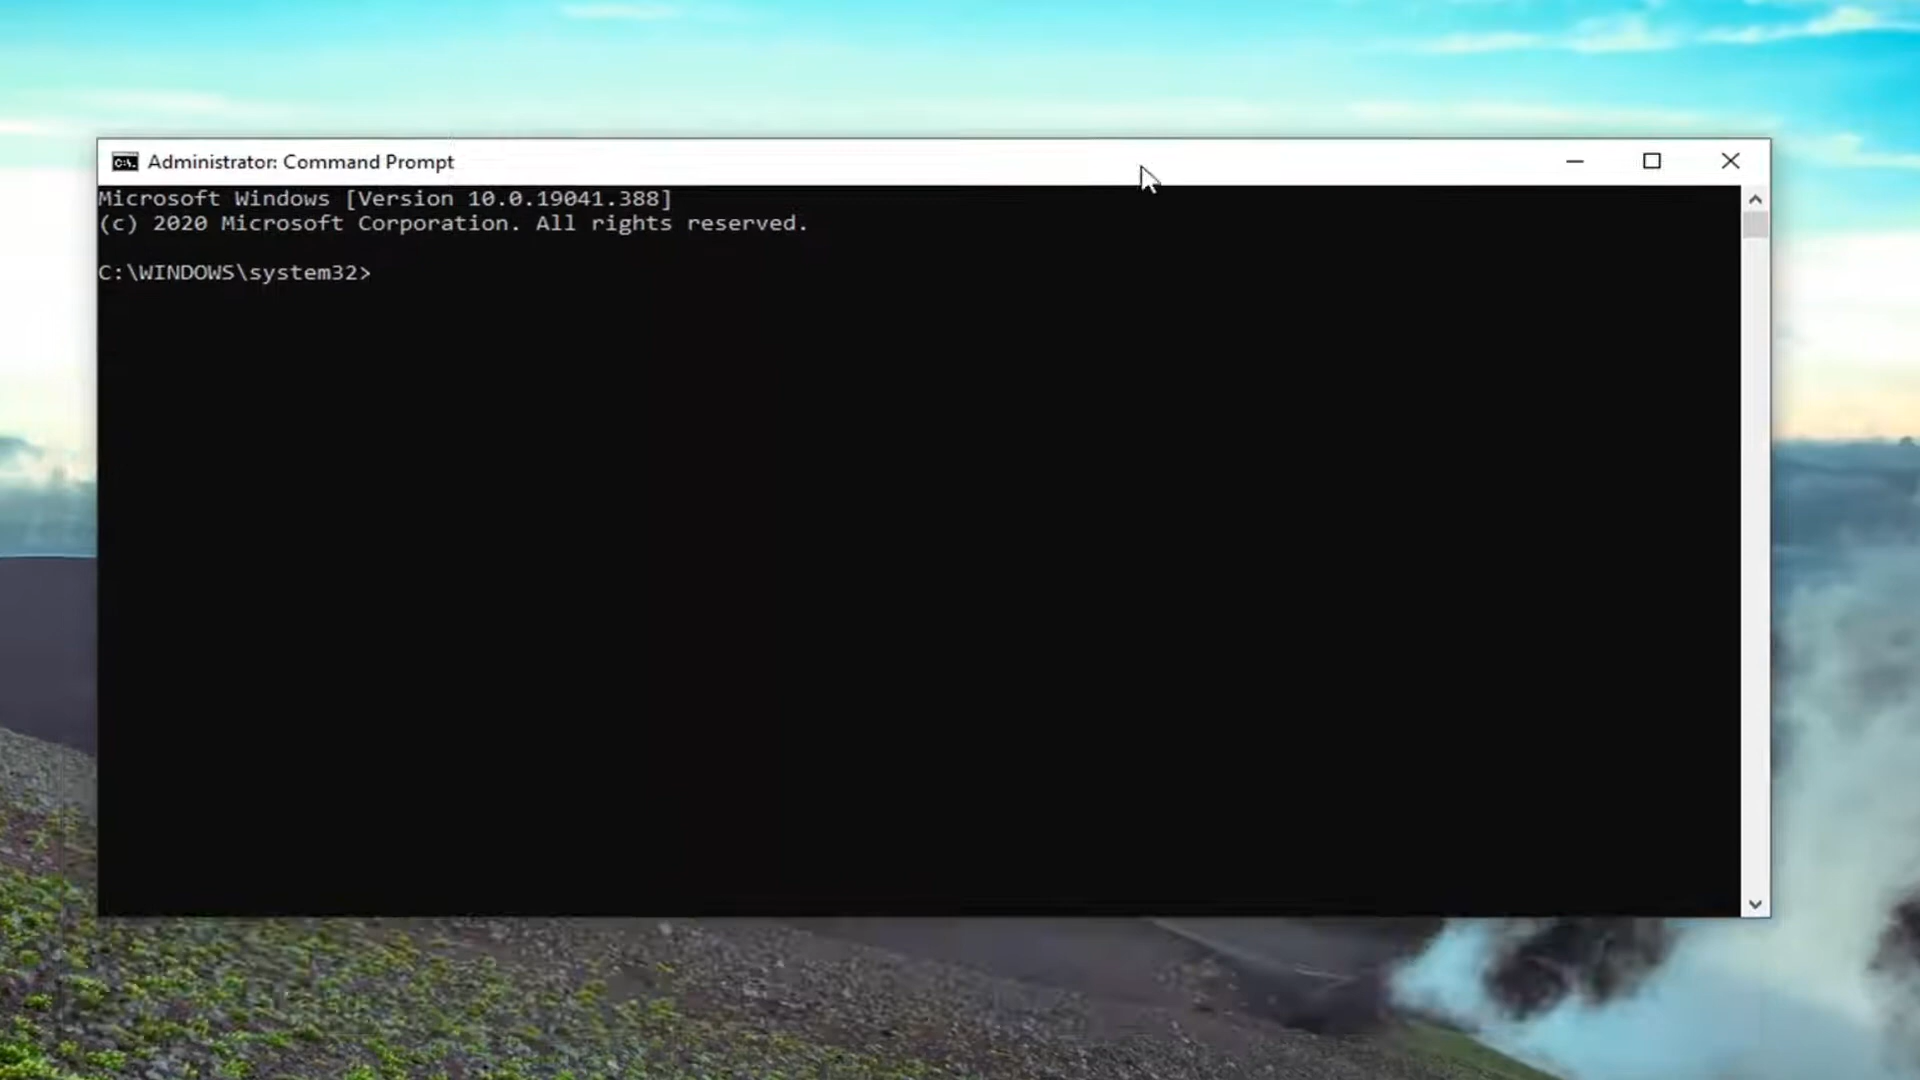 Administrator: Command Prompt
Microsoft Windows [Version 10.0.19041.388]
(c) 2020 Microsoft Corporation. All rights reserved.
C:\WINDOWS\system32>